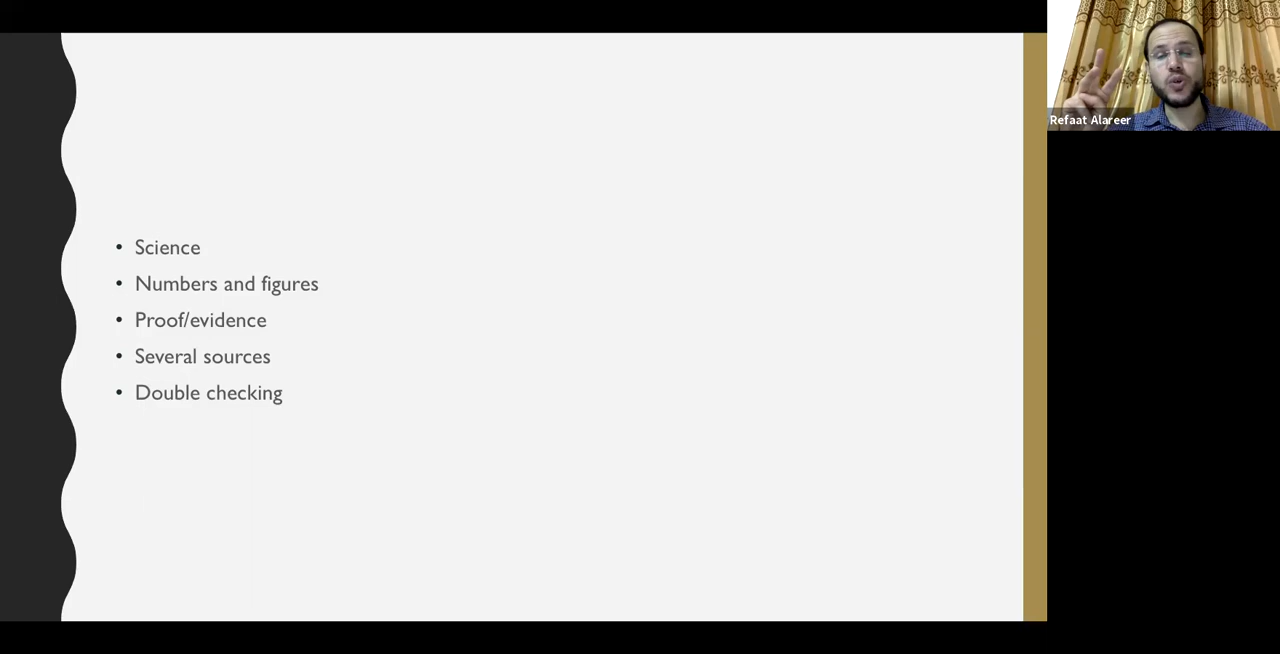 Science
Numbers and figures
Proof/evidence
Several sources
Double checking
Refaat Alareer